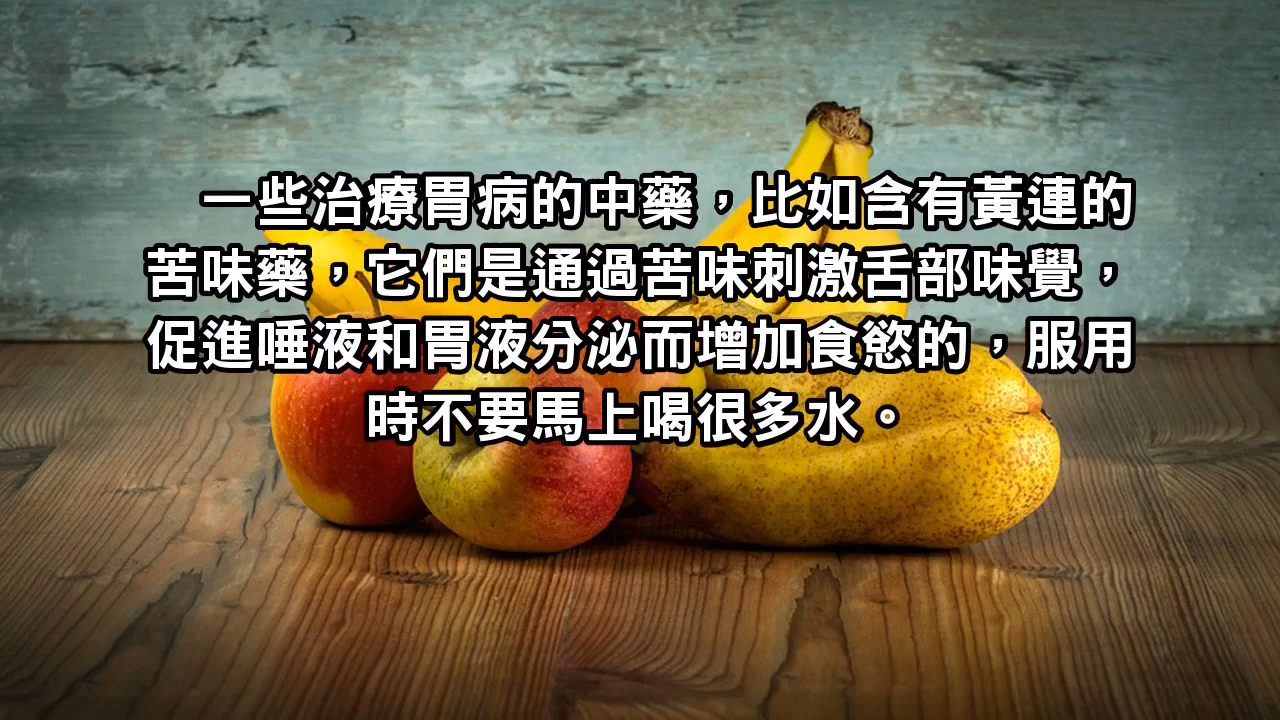 一些治療胃病的中藥，比如含有黃連的
苦味藥，它們是通過苦味刺激舌部味覺，
促進唾液和胃液分泌而增加食慾的，服用
時不要馬上喝很多水。